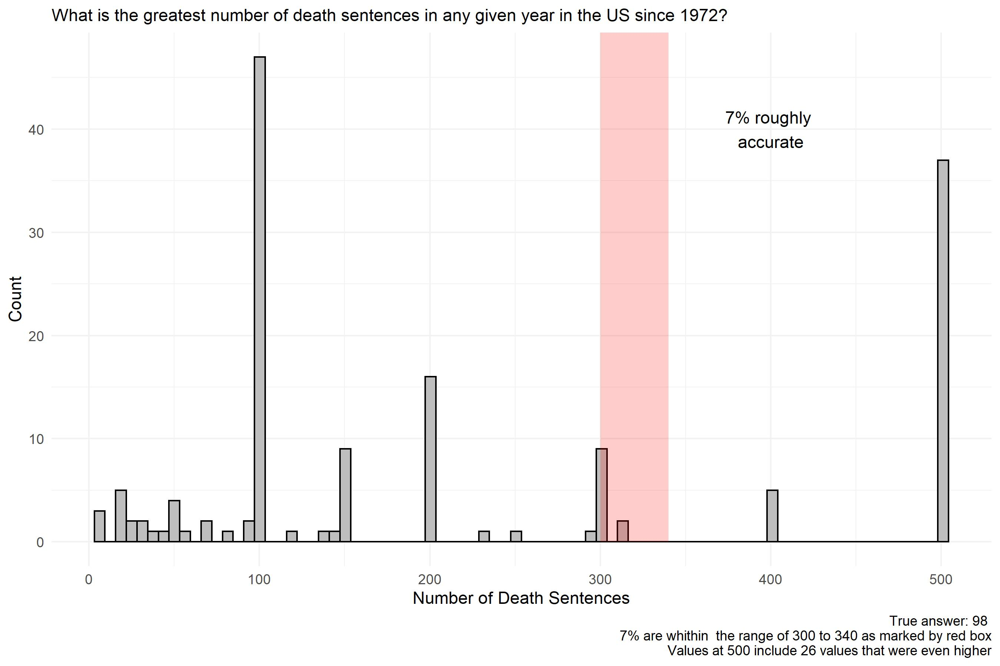 What is the greatest number of death sentences in any given year in the US since 1972?
7% roughly
accurate
40
30
20
10
0
Count
0 100 200 300 400 500
Number of Death Sentences
True answer: 98
7% are whithin  the range of 300 to 340 as marked by red box
Values at 500 include 26 values that were even higher